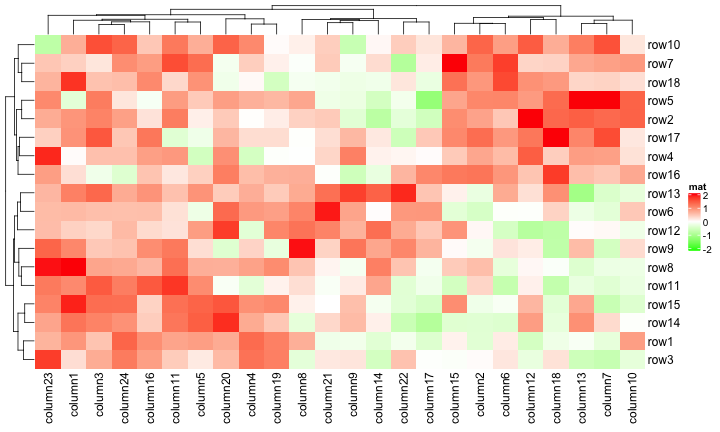 row10
row7
row18
row5
row2
row17
row4
row16
row13
row6
row12
row9
row8
row11
row15
row14
row1
row3
mat
2
1
0
-1
-2
column23
column1
column3
column24
column16
column11
column5
column20
column4
column19
column8
column21
column9
column14
column22
column17
column15
column2
column6
column12
column18
column13
column7
column10